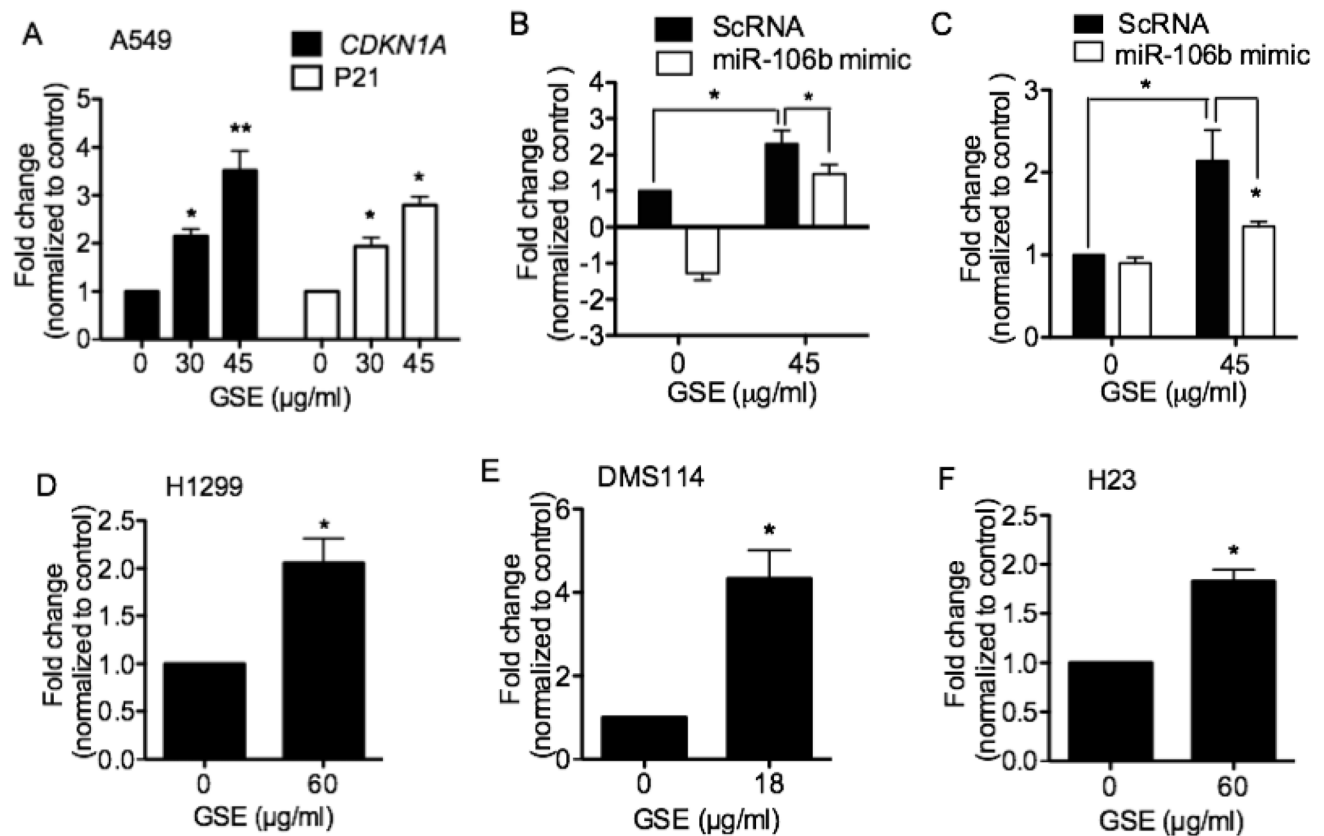 A
A549
CDKN1A
P21
Fold change
(normalized to control)
5
4
3
2
1
0
*
**
*
*
0 30 45 0 30 45
GSE (µg/ml)
B
ScRNA
miR-106b mimic
Fold change
(normalized to control )
4
3
2
1
0
-1
-2
-3
*
*
0 45
GSE (µg/ml)
C
ScRNA
miR-106b mimic
Fold change
(normalized to control )
3
2
1
0
*
*
0 45
GSE (µg/ml)
D
H1299
Fold change
(normalized to control)
2.5
2.0
1.5
1.0
0.5
0.0
*
0 60
GSE (µg/ml)
E
DMS114
Fold change
(normalized to control)
6
4
2
0
*
0 18
GSE (µg/ml)
F
H23
Fold change
(normalized to control)
2.5
2.0
1.5
1.0
0.5
0.0
*
0 60
GSE (µg/ml)